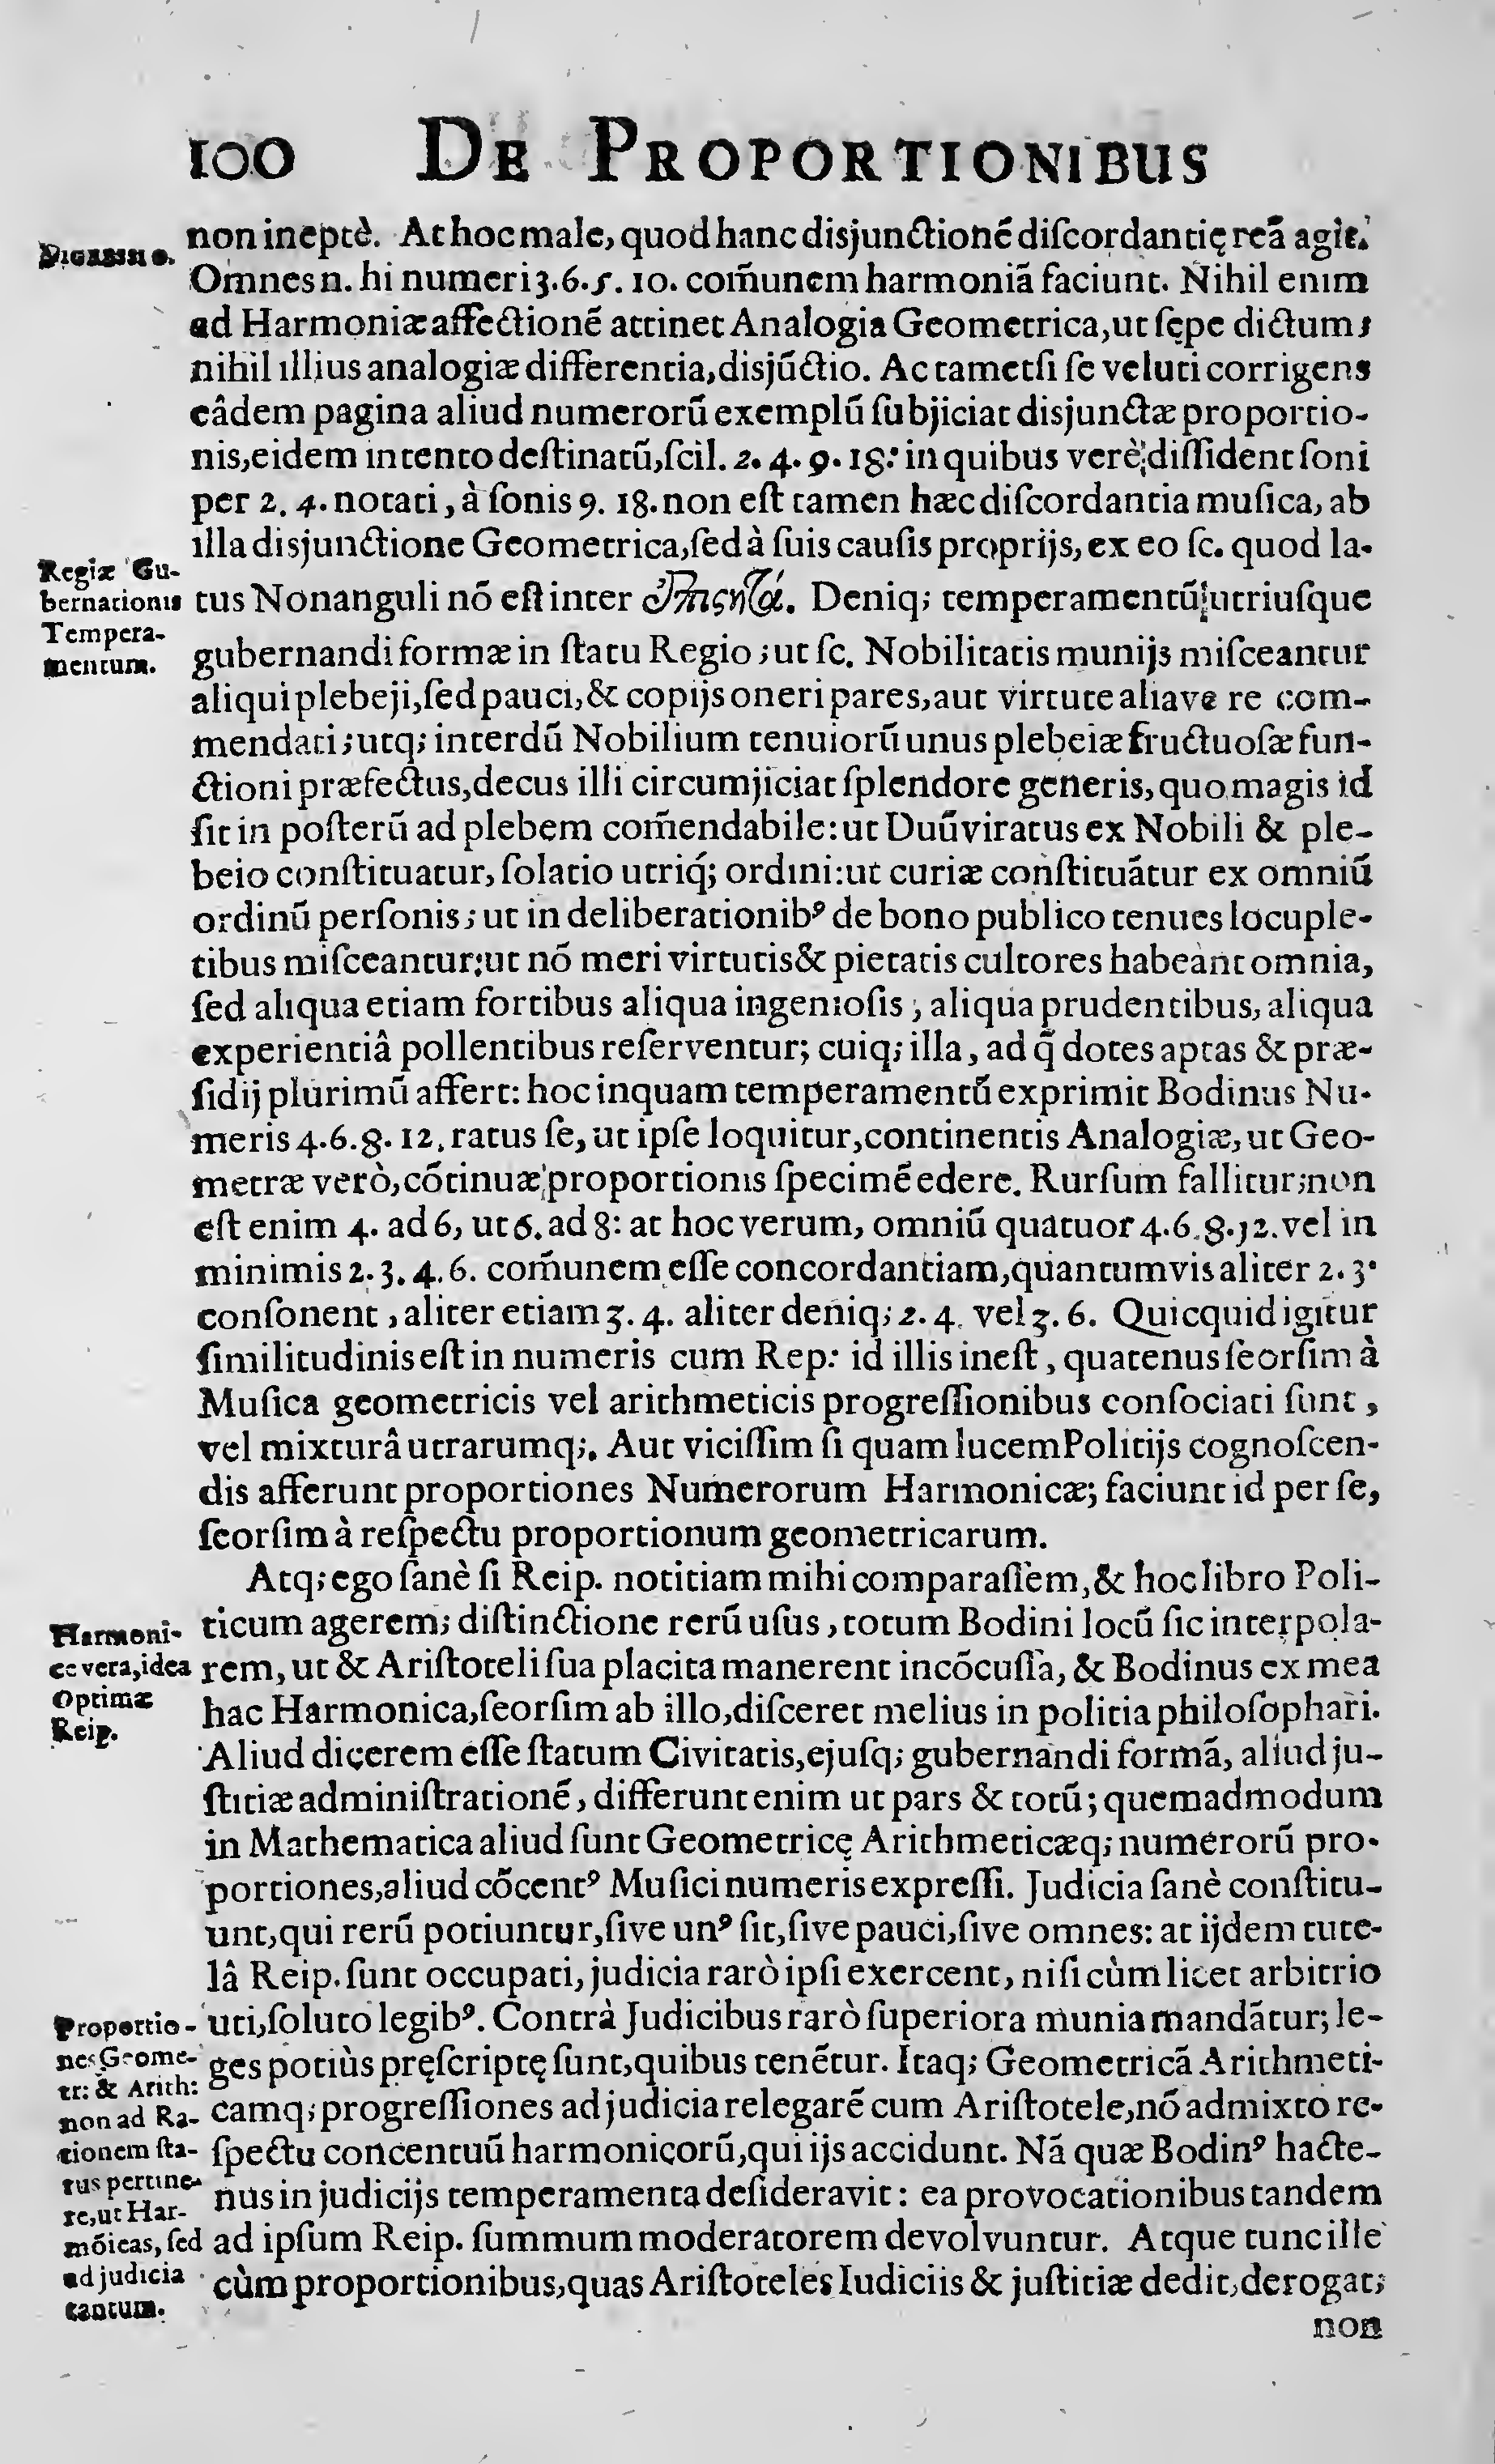 100 DE PROPORTIONIBUS
non ineptè. At hoc male, quod hanc disjunctionẽ diſcordantię reã agit.
DIGRESSIO.
Omnes n. hi numeri 3. 6. 5. 10. com̃unem harmoniã faciunt. Nihil enim
ad Harmoniæ affectionẽ attinet Analogia Geometrica, ut ſępe dictum;
nihil illius analogiæ differentia, disjũctio. Ac tametſi ſe veluti corrigens
eâdem pagina aliud numerorũ exemplũ ſubjiciat disjunctæ proportio-
nis, eidem intento deſtinatũ, ſcil. 2. 4. 9. 18: in quibus verè diſſident ſoni
per 2. 4. notati, à ſonis 9. 18. non eſt tamen hæc diſcordantia muſica, ab
illa disjunctione Geometrica, ſed à ſuis cauſis proprijs, ex eo ſc. quod la-
Regiæ Gu-
bernationis
Tempera-
mentum.
tus Nonanguli nõ eſt inter ἐπιςητά. Deniq; temperamentũ utriuſque
gubernandi formæ in ſtatu Regio; ut ſc. Nobilitatis munijs miſceantur
aliqui plebeji, ſed pauci, & copijs oneri pares, aut virtute aliave re com-
mendati; utq; interdũ Nobilium tenuiorũ unus plebeiæ fructuoſæ fun-
ctioni præfectus, decus illi circumjiciat ſplendore generis, quo magis id
ſit in poſterũ ad plebem com̃endabile: ut Duũviratus ex Nobili & ple-
beio conſtituatur, ſolatio utriq́; ordini: ut curiæ conſtituãtur ex omniũ
ordinũ perſonis; ut in deliberationibꝰ de bono publico tenues locuple-
tibus miſceantur: ut nõ meri virtutis & pietatis cultores habeant omnia,
ſed aliqua etiam fortibus aliqua ingenioſis, aliqua prudentibus, aliqua
experientiâ pollentibus reſerventur; cuiq; illa, ad q̃ dotes aptas & præ-
ſidij plurimũ affert: hoc inquam temperamentũ exprimit Bodinus Nu-
meris 4. 6. 8. 12. ratus ſe, ut ipſe loquitur, continentis Analogiæ, ut Geo-
metræ verò, cõtinuæ proportionis ſpecimẽ edere. Rurſum fallitur; non
eſt enim 4. ad 6, ut 6. ad 8: at hoc verum, omniũ quatuor 4. 6. 8. 12. vel in
minimis 2. 3. 4. 6. com̃unem eſſe concordantiam, quantumvis aliter 2. 3.
conſonent, aliter etiam 3. 4. aliter deniq; 2. 4. vel 3. 6. Quicquid igitur
ſimilitudinis eſt in numeris cum Rep: id illis ineſt, quatenus ſeorſim à
Muſica geometricis vel arithmeticis progreſſionibus conſociati ſunt,
vel mixturâ utrarumq;. Aut viciſſim ſi quam lucem Politijs cognoſcen-
dis afferunt proportiones Numerorum Harmonicæ; faciunt id per ſe,
ſeorſim à reſpectu proportionum geometricarum.
Atq; ego ſanè ſi Reip. notitiam mihi comparaſſem, & hoc libro Poli-
Harmoni-
ce vera, idea
Optimæ
Reip.
ticum agerem; diſtinctione rerũ uſus, totum Bodini locũ ſic interpola-
rem, ut & Ariſtoteli ſua placita manerent incõcuſſa, & Bodinus ex mea
hac Harmonica, ſeorſim ab illo, diſceret melius in politia philoſophari.
Aliud dicerem eſſe ſtatum Civitatis, ejuſq; gubernandi formã, aliud ju-
ſtitiæ adminiſtrationẽ, differunt enim ut pars & totũ; quemadmodum
in Mathematica aliud ſunt Geometricę Arithmeticæq; numerorũ pro-
portiones, aliud cõcentꝰ Muſici numeris expreſſi. Judicia ſanè conſtitu-
unt, qui rerũ potiuntur, ſive unꝰ ſit, ſive pauci, ſive omnes: at ijdem tute-
lâ Reip. ſunt occupati, judicia rarò ipſi exercent, niſi cùm licet arbitrio
Proportio-
nes Geome-
tr: & Arith:
non ad Ra-
tionem ſta-
tus pertine-
re, ut Har-
mõicas, ſed
ad judicia
tantum.
uti, ſoluto legibꝰ. Contrà Judicibus rarò ſuperiora munia mandãtur; le-
ges potiùs pręſcriptę ſunt, quibus tenẽtur. Itaq; Geometricã Arithmeti-
camq; progreſſiones ad judicia relegarẽ cum Ariſtotele, nõ admixto re-
ſpectu concentuũ harmonicorũ, qui ijs accidunt. Nã quæ Bodinꝰ hacte-
nus in judicijs temperamenta deſideravit: ea provocationibus tandem
ad ipſum Reip. ſummum moderatorem devolvuntur. Atque tunc ille
cùm proportionibus, quas Ariſtoteles Iudiciis & juſtitiæ dedit, derogat;
non